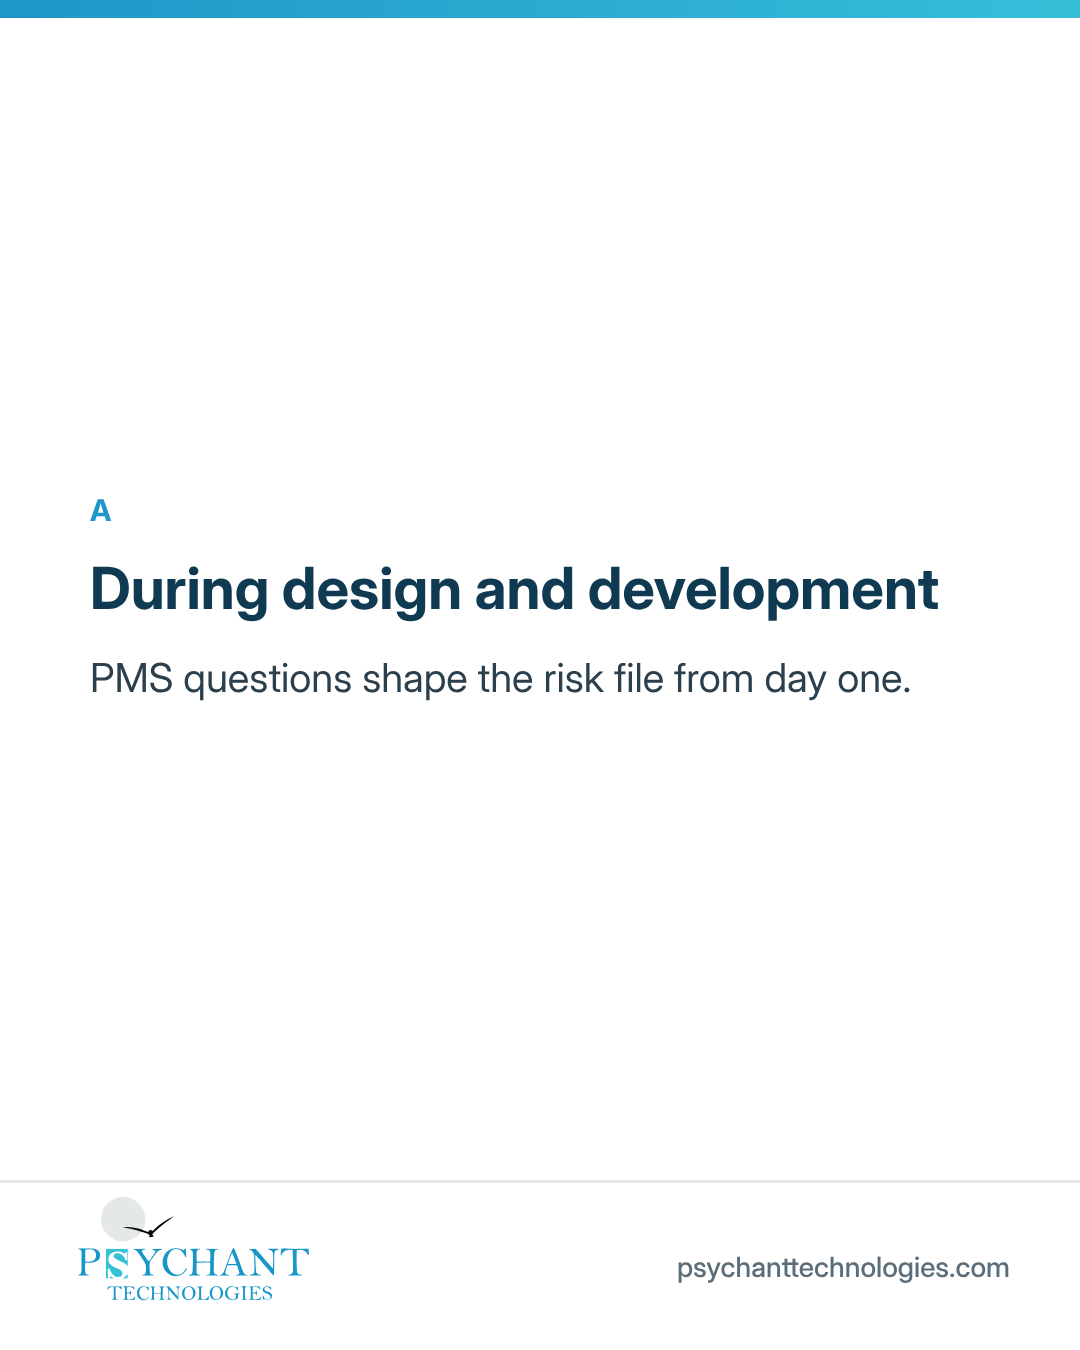 A
During design and development
PMS questions shape the risk file from day one.
PSYCHANT
TECHNOLOGIES
psychanttechnologies.com